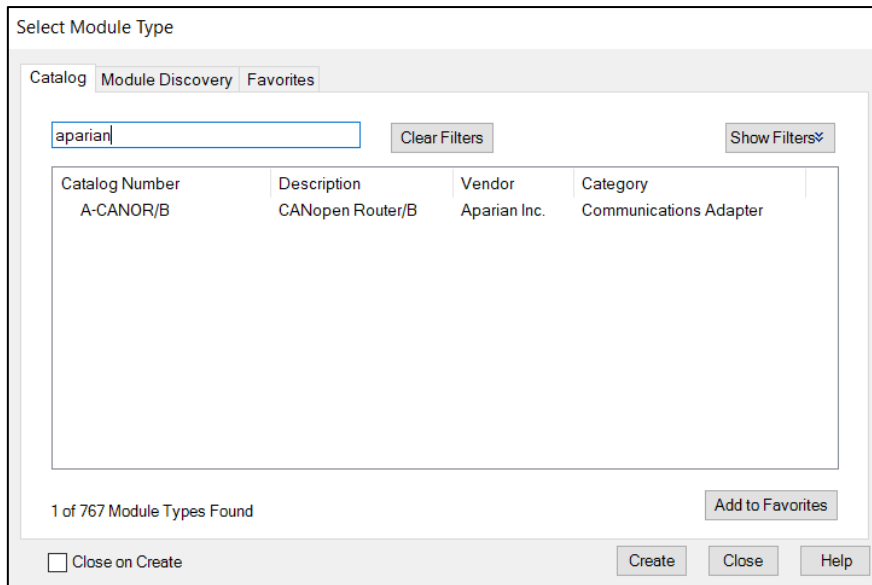 Select Module Type
Catalog Module Discovery Favorites
aparian Clear Filters Show Filters
Catalog Number Description Vendor Category
A-CANOR/B CANopen Router/B Aparian Inc. Communications Adapter
1 of 767 Module Types Found Add to Favorites
Close on Create Create Close Help